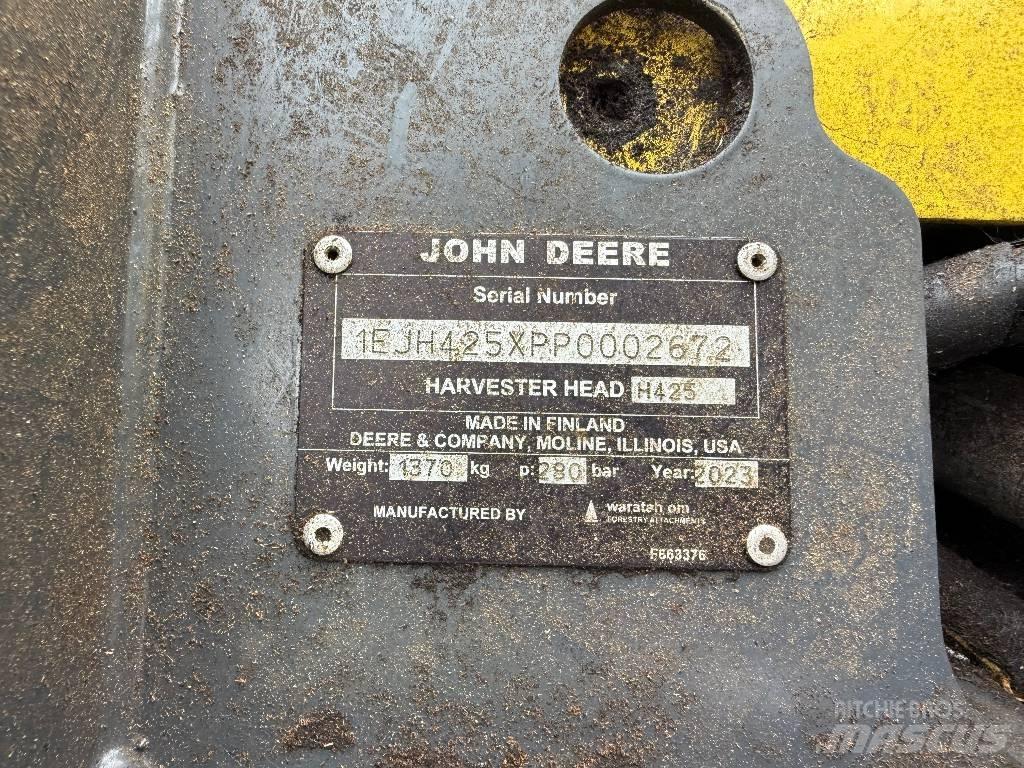 JOHN DEERE
Serial Number
1EJH425XPP0002672
HARVESTER HEAD H425
MADE IN FINLAND
DEERE & COMPANY, MOLINE, ILLINOIS, USA
Weight: 1370 kg p: 280 bar Year: 2023
MANUFACTURED BY waratah om
FORESTRY ATTACHMENTS
F663376
RITCHIE BROS.
MASCUS